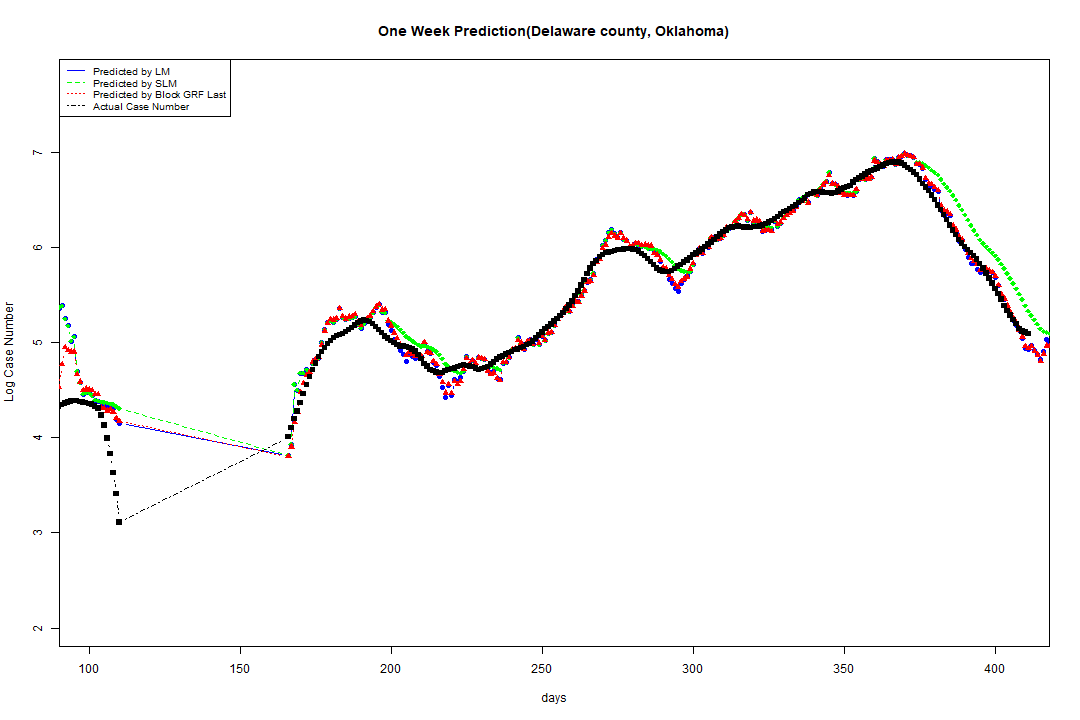 One Week Prediction(Delaware county, Oklahoma)
Predicted by LM
Predicted by SLM
Predicted by Block GRF Last
Actual Case Number
Log Case Number
7
6
5
4
3
2
100 150 200 250 300 350 400
days